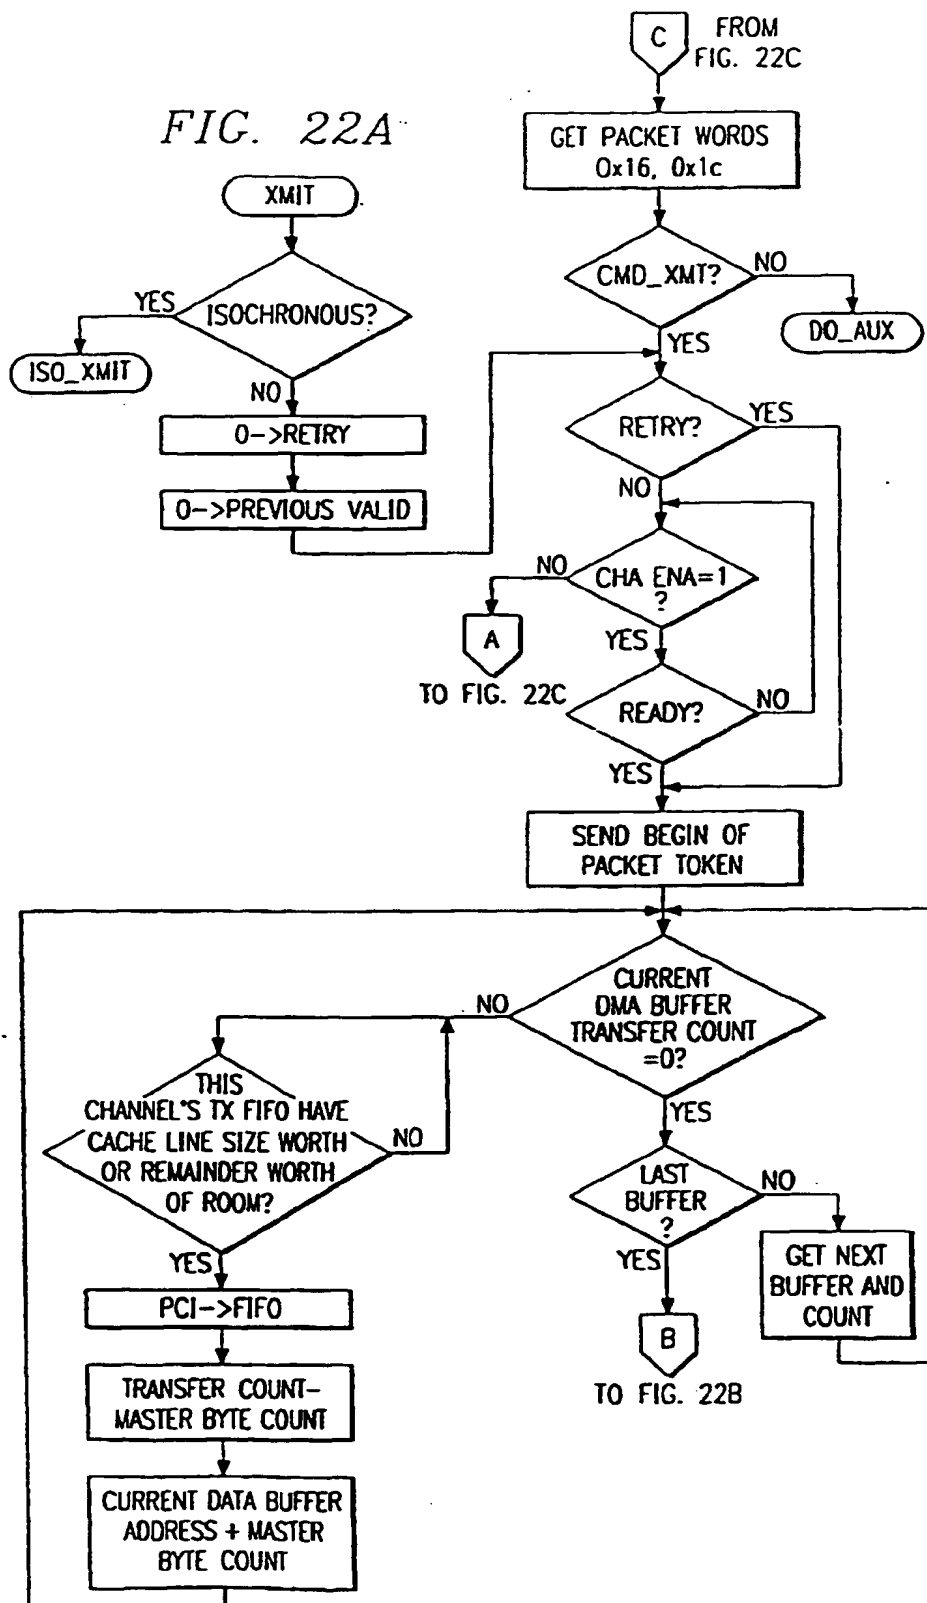 C
FROM
FIG. 22C
FIG. 22A
GET PACKET WORDS
0x16, 0x1c
XMIT
CMD_XMT?
NO
YES
DO_AUX
ISOCHRONOUS?
YES
ISO_XMIT
NO
0->RETRY
0->PREVIOUS VALID
RETRY?
YES
NO
CHA ENA=1
?
NO
A
TO FIG. 22C
YES
READY?
NO
YES
SEND BEGIN OF
PACKET TOKEN
CURRENT
DMA BUFFER
TRANSFER COUNT
=0?
NO
YES
THIS
CHANNEL'S TX FIFO HAVE
CACHE LINE SIZE WORTH
OR REMAINDER WORTH
OF ROOM?
NO
YES
LAST
BUFFER
?
NO
YES
GET NEXT
BUFFER AND
COUNT
B
TO FIG. 22B
PCI->FIFO
TRANSFER COUNT-
MASTER BYTE COUNT
CURRENT DATA BUFFER
ADDRESS + MASTER
BYTE COUNT